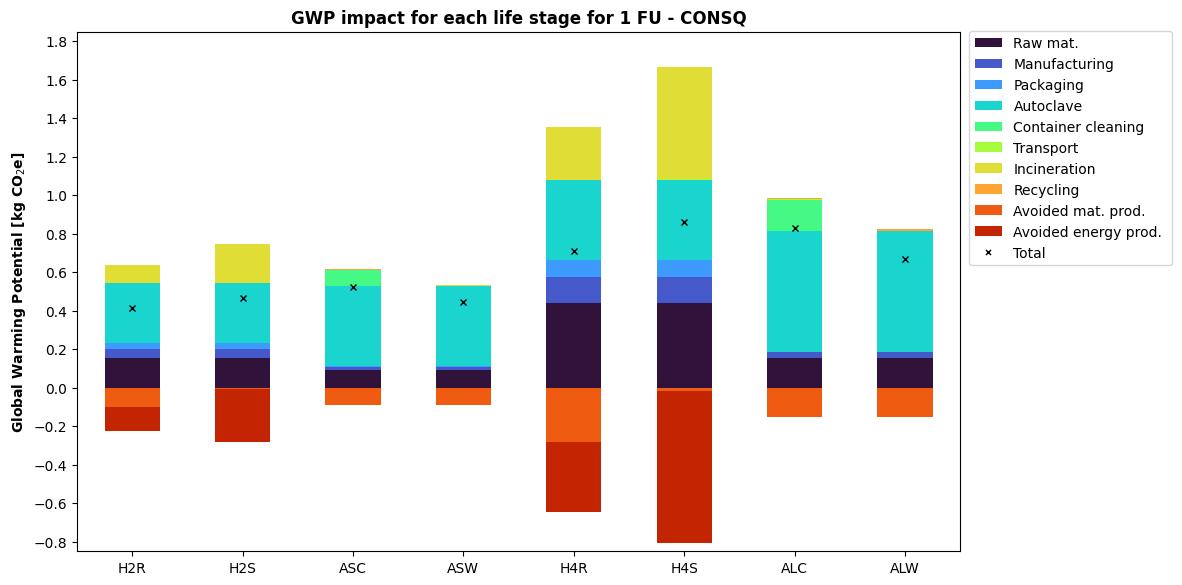 GWP impact for each life stage for 1 FU - CONSQ
Global Warming Potential [kg CO₂e]
1.8
1.6
1.4
1.2
1.0
0.8
0.6
0.4
0.2
0.0
−0.2
−0.4
−0.6
−0.8
H2R
H2S
ASC
ASW
H4R
H4S
ALC
ALW
Raw mat.
Manufacturing
Packaging
Autoclave
Container cleaning
Transport
Incineration
Recycling
Avoided mat. prod.
Avoided energy prod.
Total